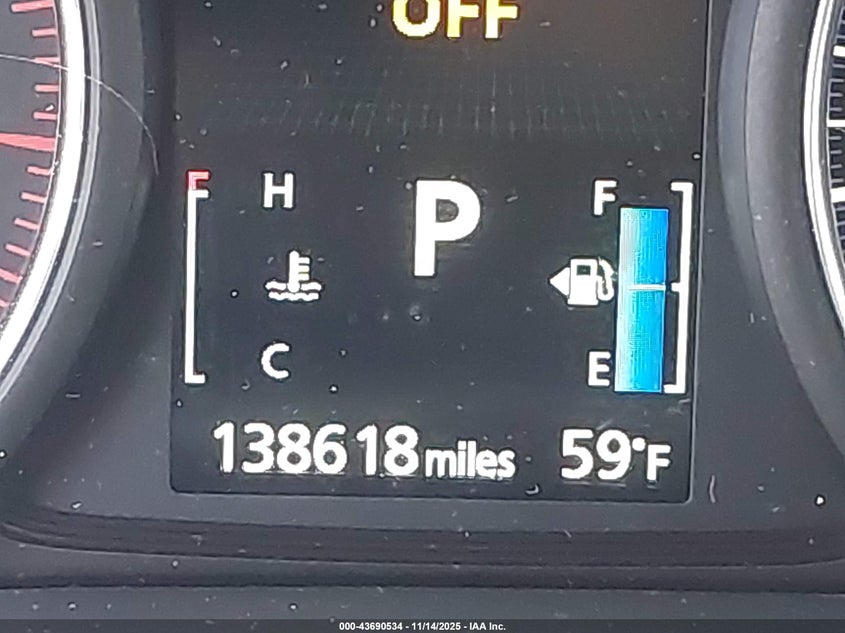 OFF
H P F
C E
138618 miles 59°F
000-43690534 - 11/14/2025 - IAA Inc.